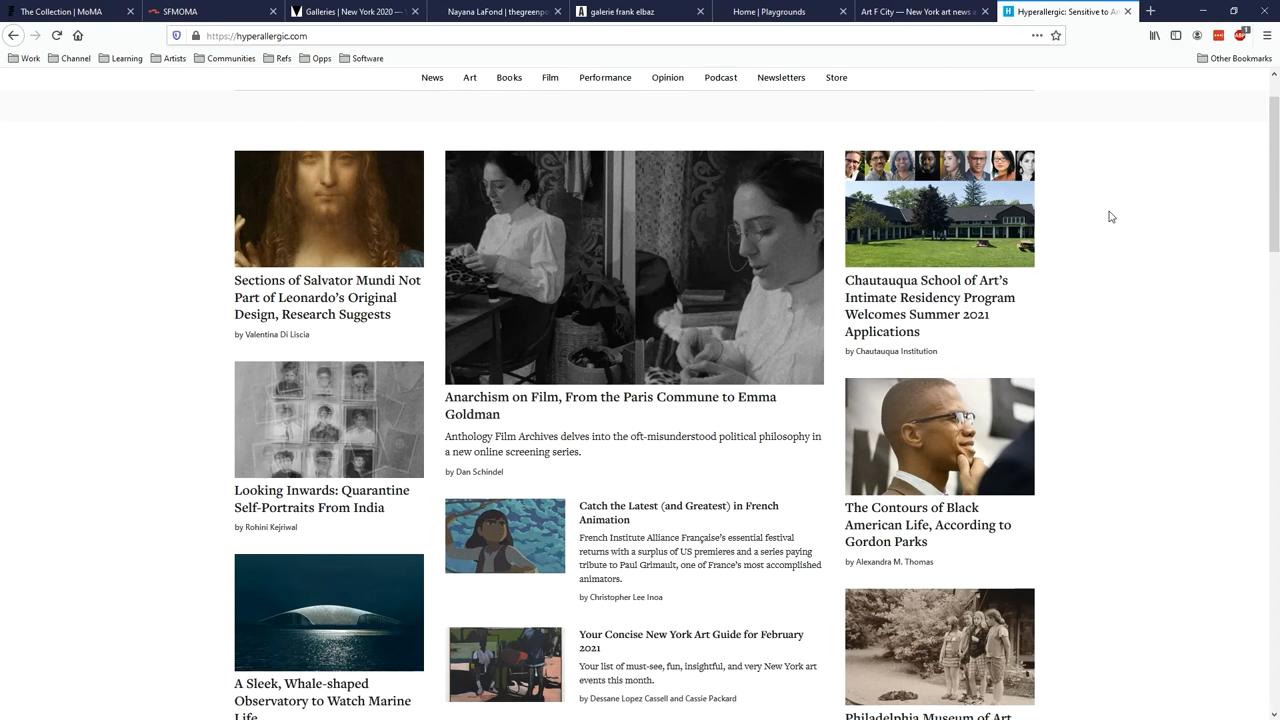 The Collection | MoMA
SFMOMA
Galleries | New York 2020 —
Nayana LaFond | thegreenpo
galerie frank elbaz
Home | Playgrounds
Art F City — New York art news a
Hyperallergic: Sensitive to Ar
https://hyperallergic.com
Work
Channel
Learning
Artists
Communities
Refs
Opps
Software
Other Bookmarks
News
Art
Books
Film
Performance
Opinion
Podcast
Newsletters
Store
Sections of Salvator Mundi Not
Part of Leonardo’s Original
Design, Research Suggests
by Valentina Di Liscia
Looking Inwards: Quarantine
Self-Portraits From India
by Rohini Kejriwal
A Sleek, Whale-shaped
Observatory to Watch Marine
Life
Anarchism on Film, From the Paris Commune to Emma
Goldman
Anthology Film Archives delves into the oft-misunderstood political philosophy in
a new online screening series.
by Dan Schindel
Catch the Latest (and Greatest) in French
Animation
French Institute Alliance Française’s essential festival
returns with a surplus of US premieres and a series paying
tribute to Paul Grimault, one of France’s most accomplished
animators.
by Christopher Lee Inoa
Your Concise New York Art Guide for February
2021
Your list of must-see, fun, insightful, and very New York art
events this month.
by Dessane Lopez Cassell and Cassie Packard
Chautauqua School of Art’s
Intimate Residency Program
Welcomes Summer 2021
Applications
by Chautauqua Institution
The Contours of Black
American Life, According to
Gordon Parks
by Alexandra M. Thomas
Philadelphia Museum of Art